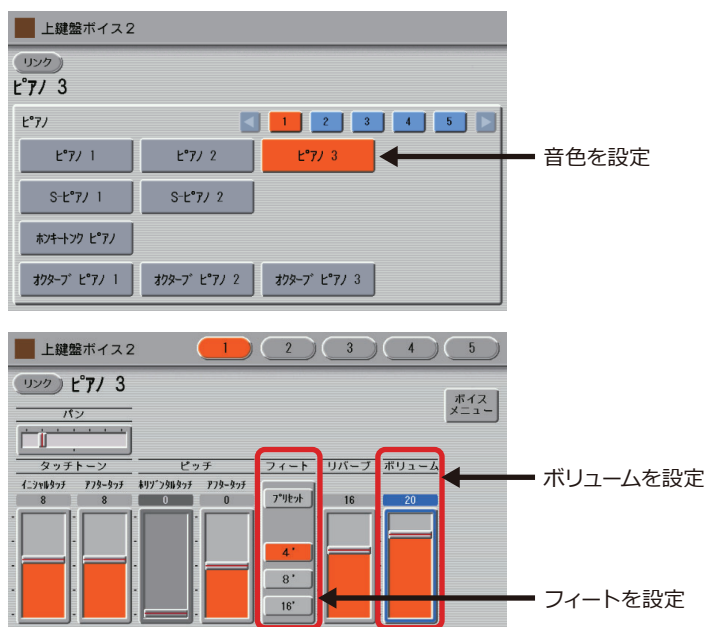 上鍵盤ボイス2
リンク
ピアノ 3
ピアノ
1 2 3 4 5
ピアノ 1 ピアノ 2 ピアノ 3
音色を設定
S-ピアノ 1 S-ピアノ 2
ホンキートンク ピアノ
オクターブ ピアノ 1 オクターブ ピアノ 2 オクターブ ピアノ 3
上鍵盤ボイス2 1 2 3 4 5
リンク ピアノ 3
ボイス
メニュー
パン
タッチトーン ピッチ フィート リバーブ ボリューム
イニシャルタッチ アフタータッチ ホリゾンタルタッチ アフタータッチ
8 8 0 0 プリセット 16 20
ボリュームを設定
4'
8'
16'
フィートを設定